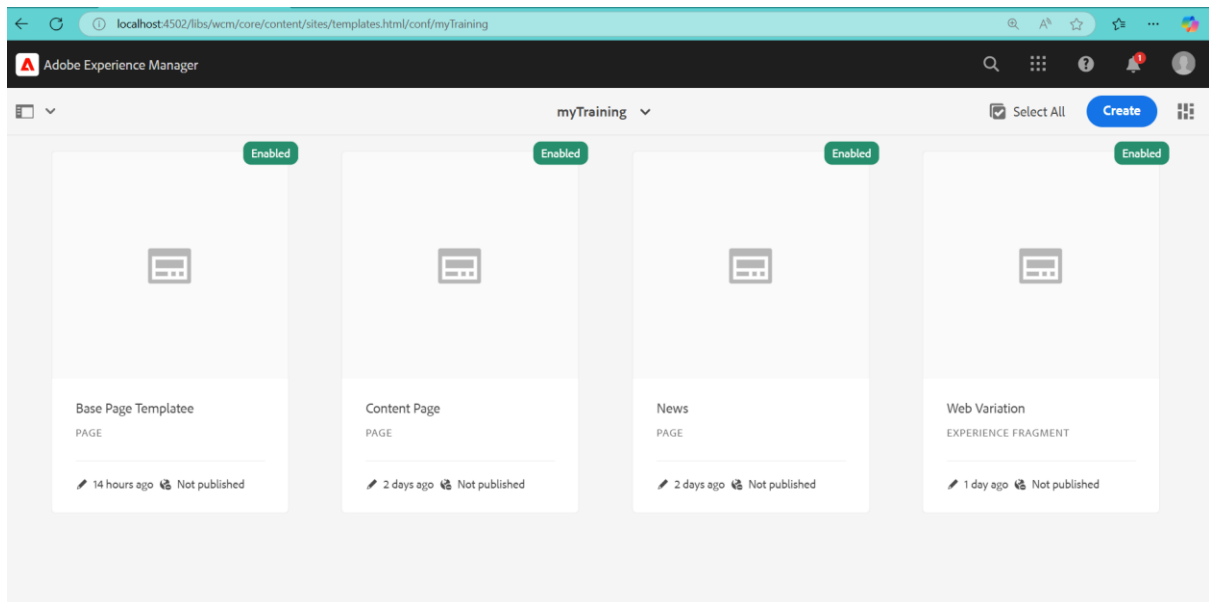 localhost:4502/libs/wcm/core/content/sites/templates.html/conf/myTraining
Adobe Experience Manager
1
myTraining
Select All
Create
Enabled
Enabled
Enabled
Enabled
Base Page Templatee
PAGE
14 hours ago Not published
Content Page
PAGE
2 days ago Not published
News
PAGE
2 days ago Not published
Web Variation
EXPERIENCE FRAGMENT
1 day ago Not published